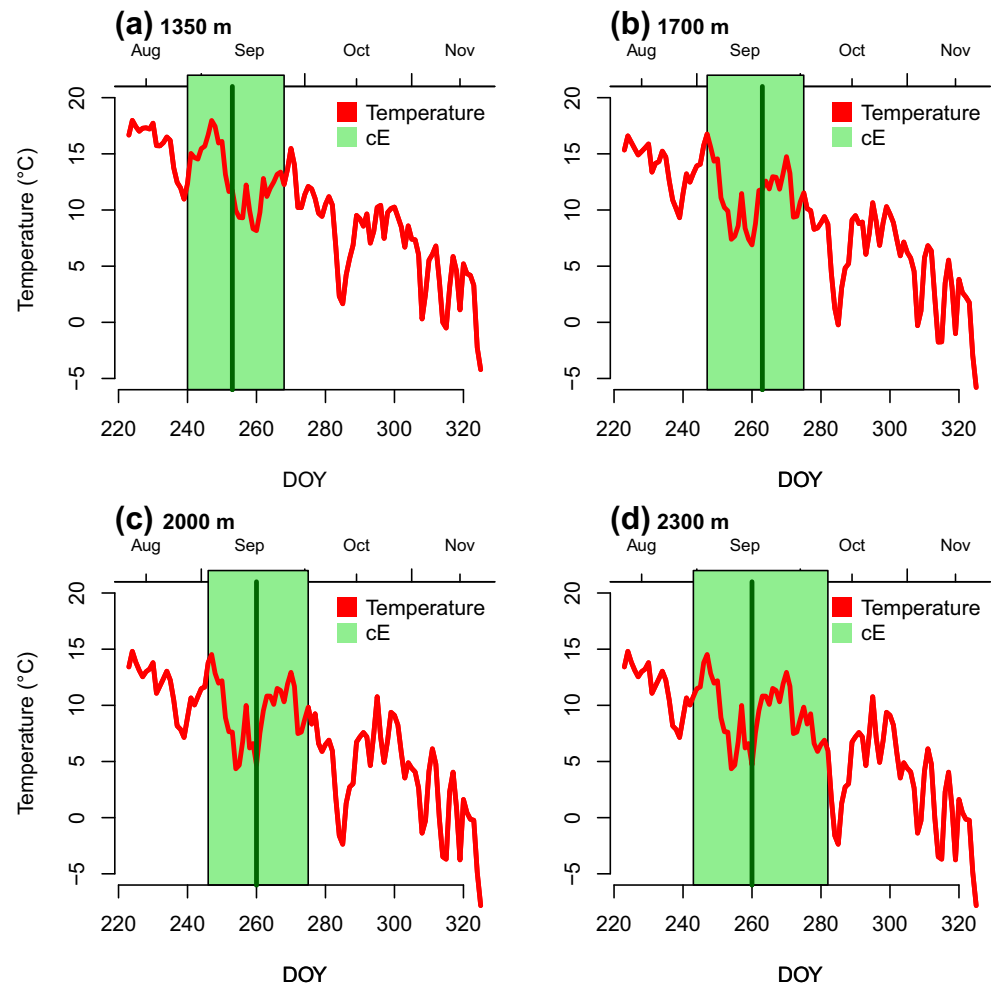 (a) 1350 m
Aug Sep Oct Nov
Temperature
cE
Temperature (°C)
20
15
10
5
0
−5
220 240 260 280 300 320
DOY
(b) 1700 m
Aug Sep Oct Nov
Temperature
cE
20
15
10
5
0
−5
220 240 260 280 300 320
DOY
(c) 2000 m
Aug Sep Oct Nov
Temperature
cE
Temperature (°C)
20
15
10
5
0
−5
220 240 260 280 300 320
DOY
(d) 2300 m
Aug Sep Oct Nov
Temperature
cE
20
15
10
5
0
−5
220 240 260 280 300 320
DOY